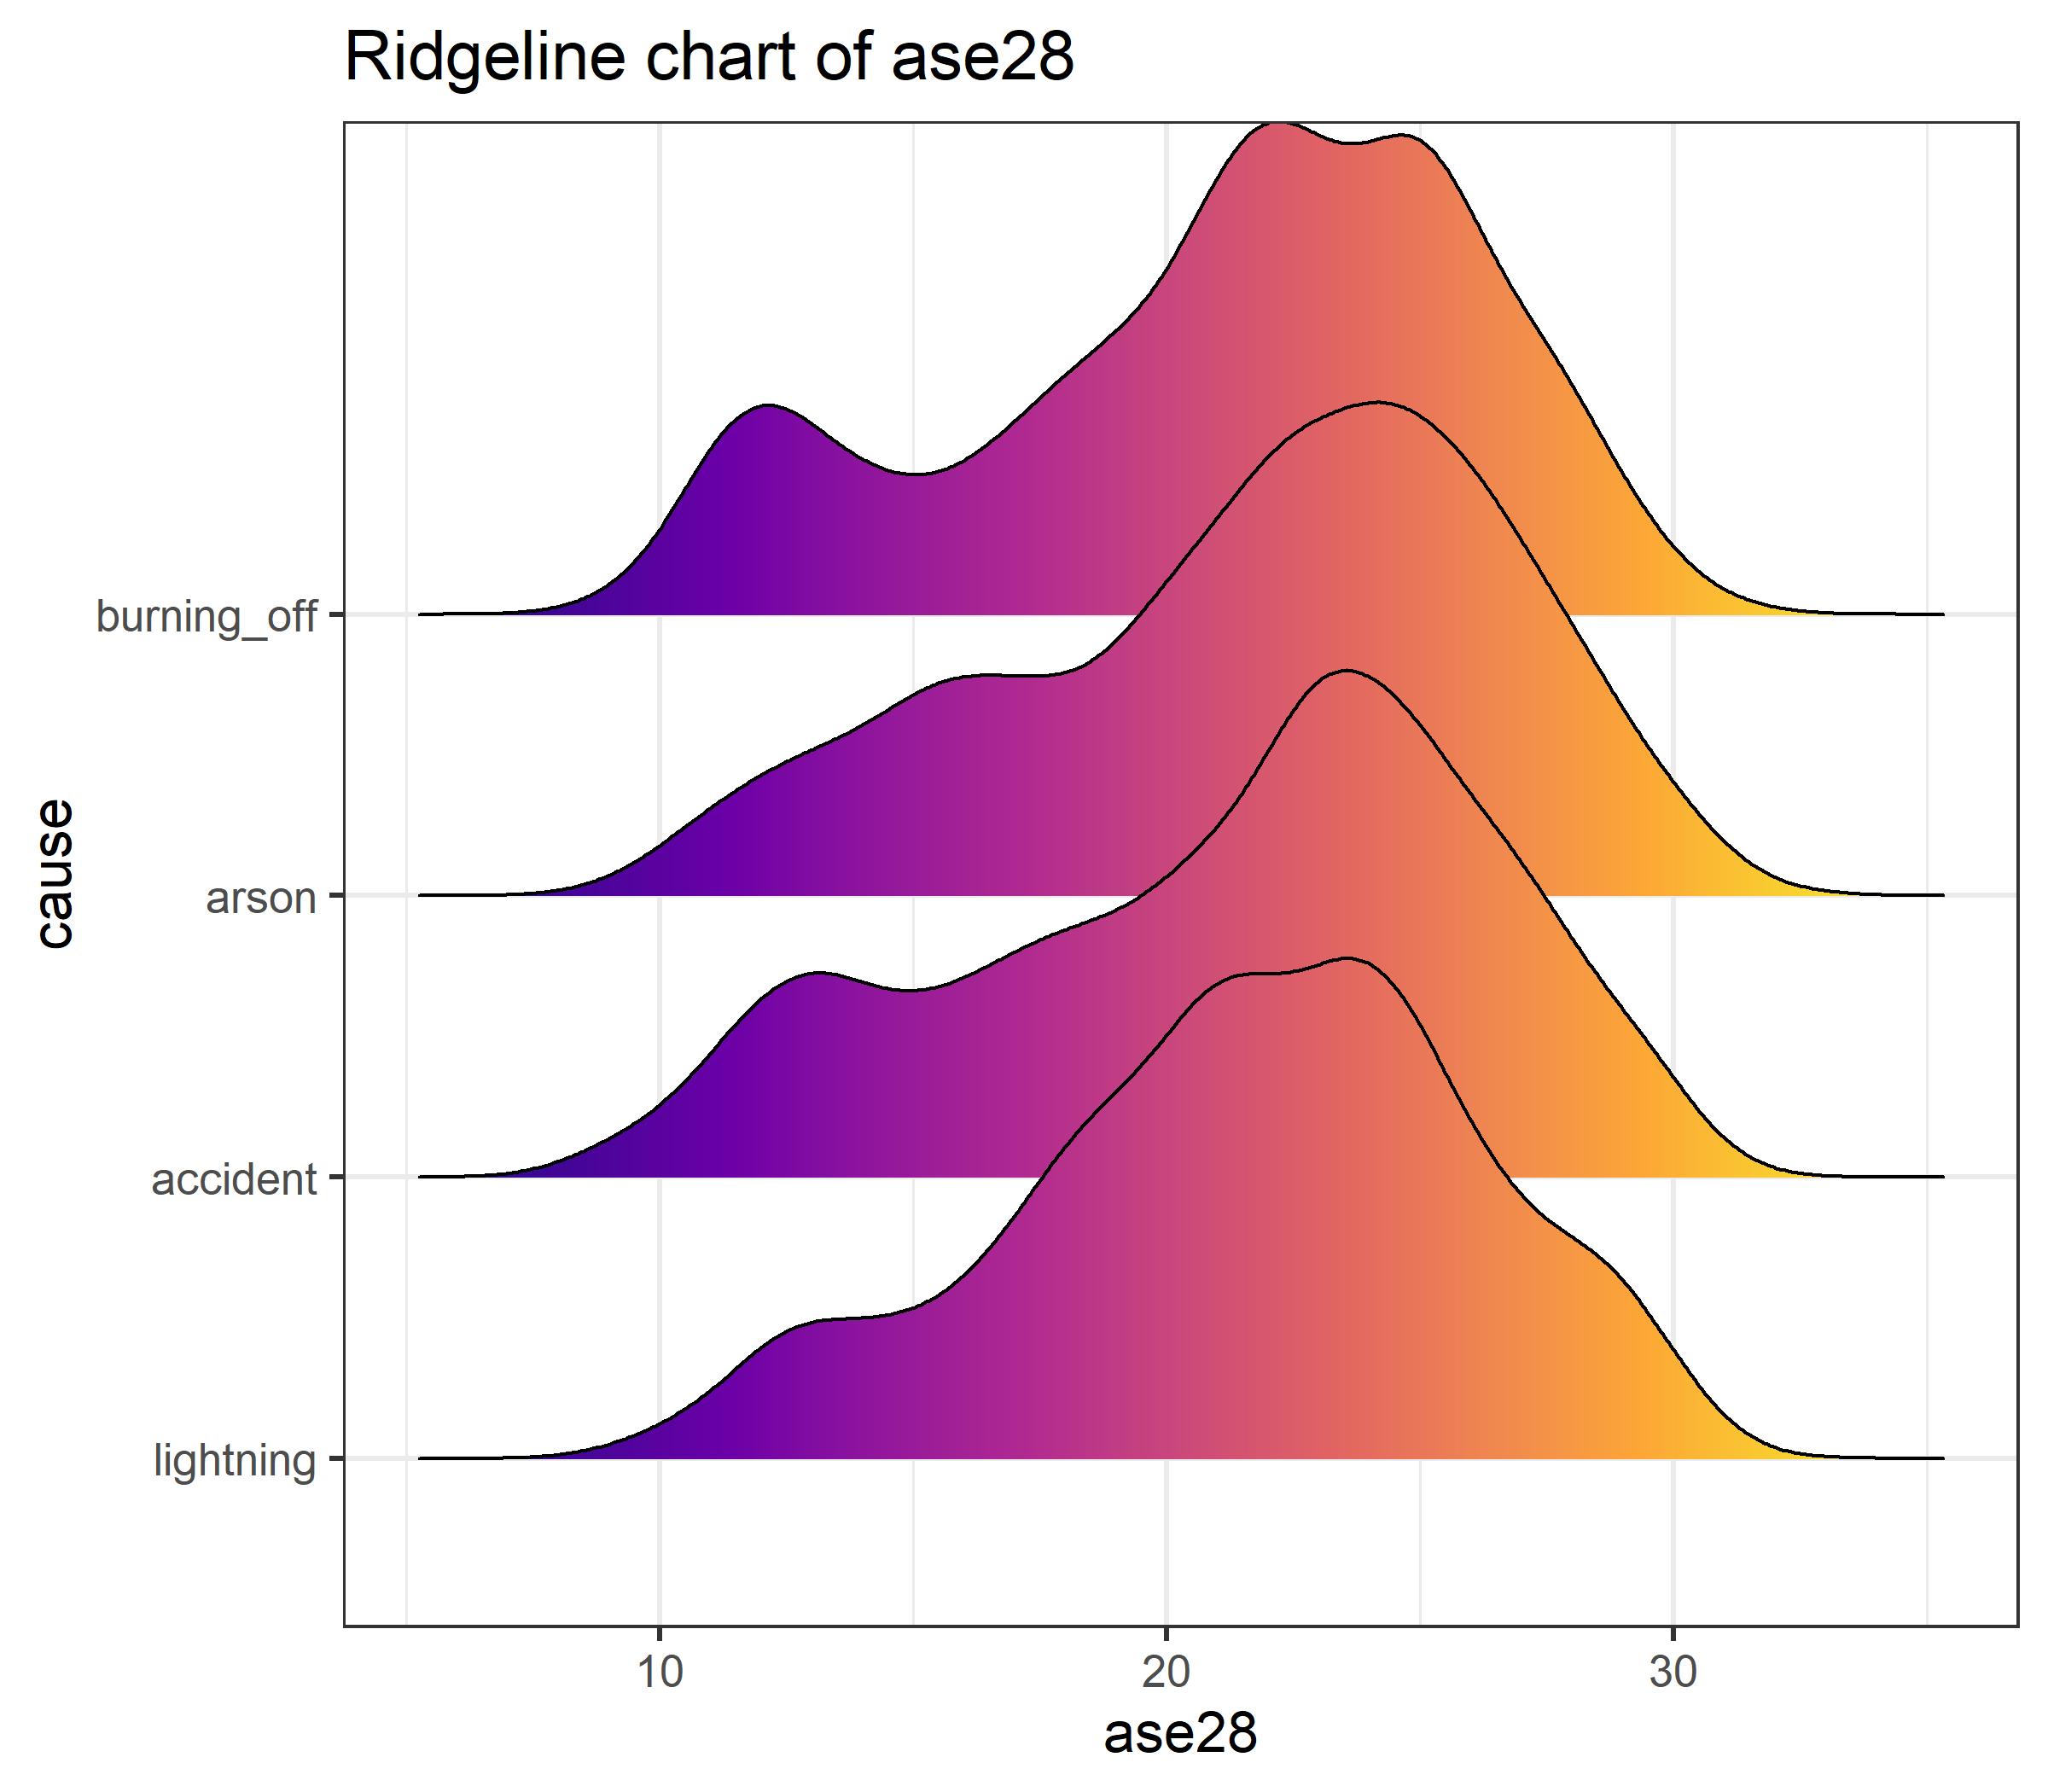 Ridgeline chart of ase28
cause
burning_off
arson
accident
lightning
10 20 30
ase28